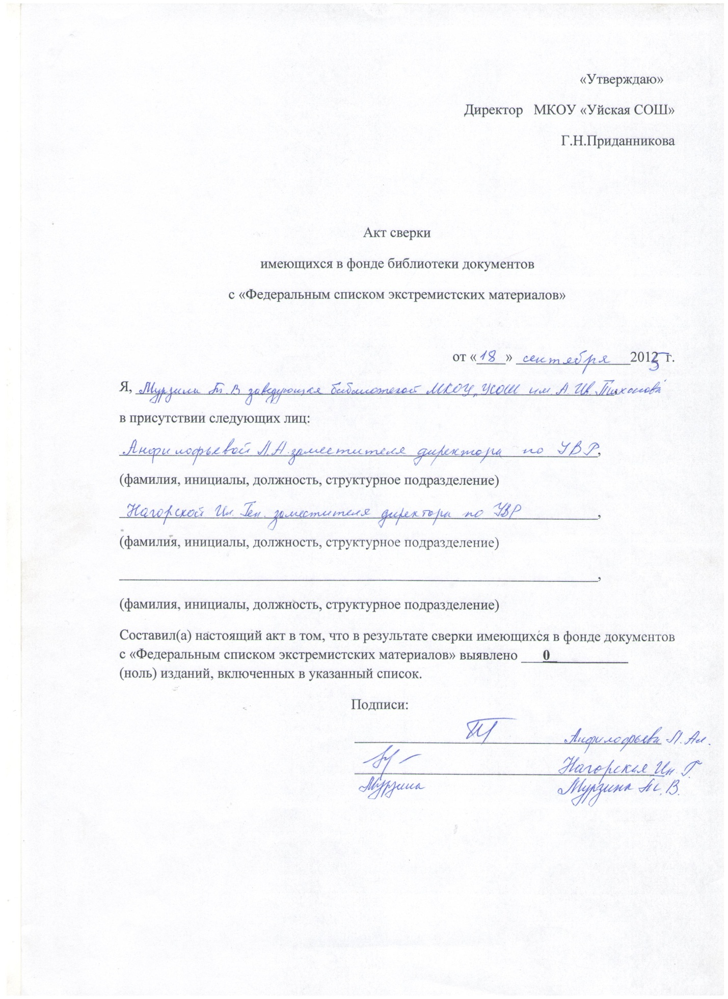 «Утверждаю»
Директор МКОУ «Уйская СОШ»
Г.Н.Приданникова
Акт сверки
имеющихся в фонде библиотеки документов
с «Федеральным списком экстремистских материалов»
от «18» сентября 2015 г.
Я, Мурзина Т. В заведующая библиотекой МКОУ „УСОШ им. А. Ив. Тихонова
в присутствии следующих лиц:
Анфилофьевой Л.А. заместителя директора по УВР,
(фамилия, инициалы, должность, структурное подразделение)
Нагорской Ин. Ген. заместителя директора по УВР,
(фамилия, инициалы, должность, структурное подразделение)
,
(фамилия, инициалы, должность, структурное подразделение)
Составил(а) настоящий акт в том, что в результате сверки имеющихся в фонде документов
с «Федеральным списком экстремистских материалов» выявлено 0
(ноль) изданий, включенных в указанный список.
Подписи:
Анфилофьева Л. Ал.
Нагорская Ин. Г.
Мурзина Мурзина В.